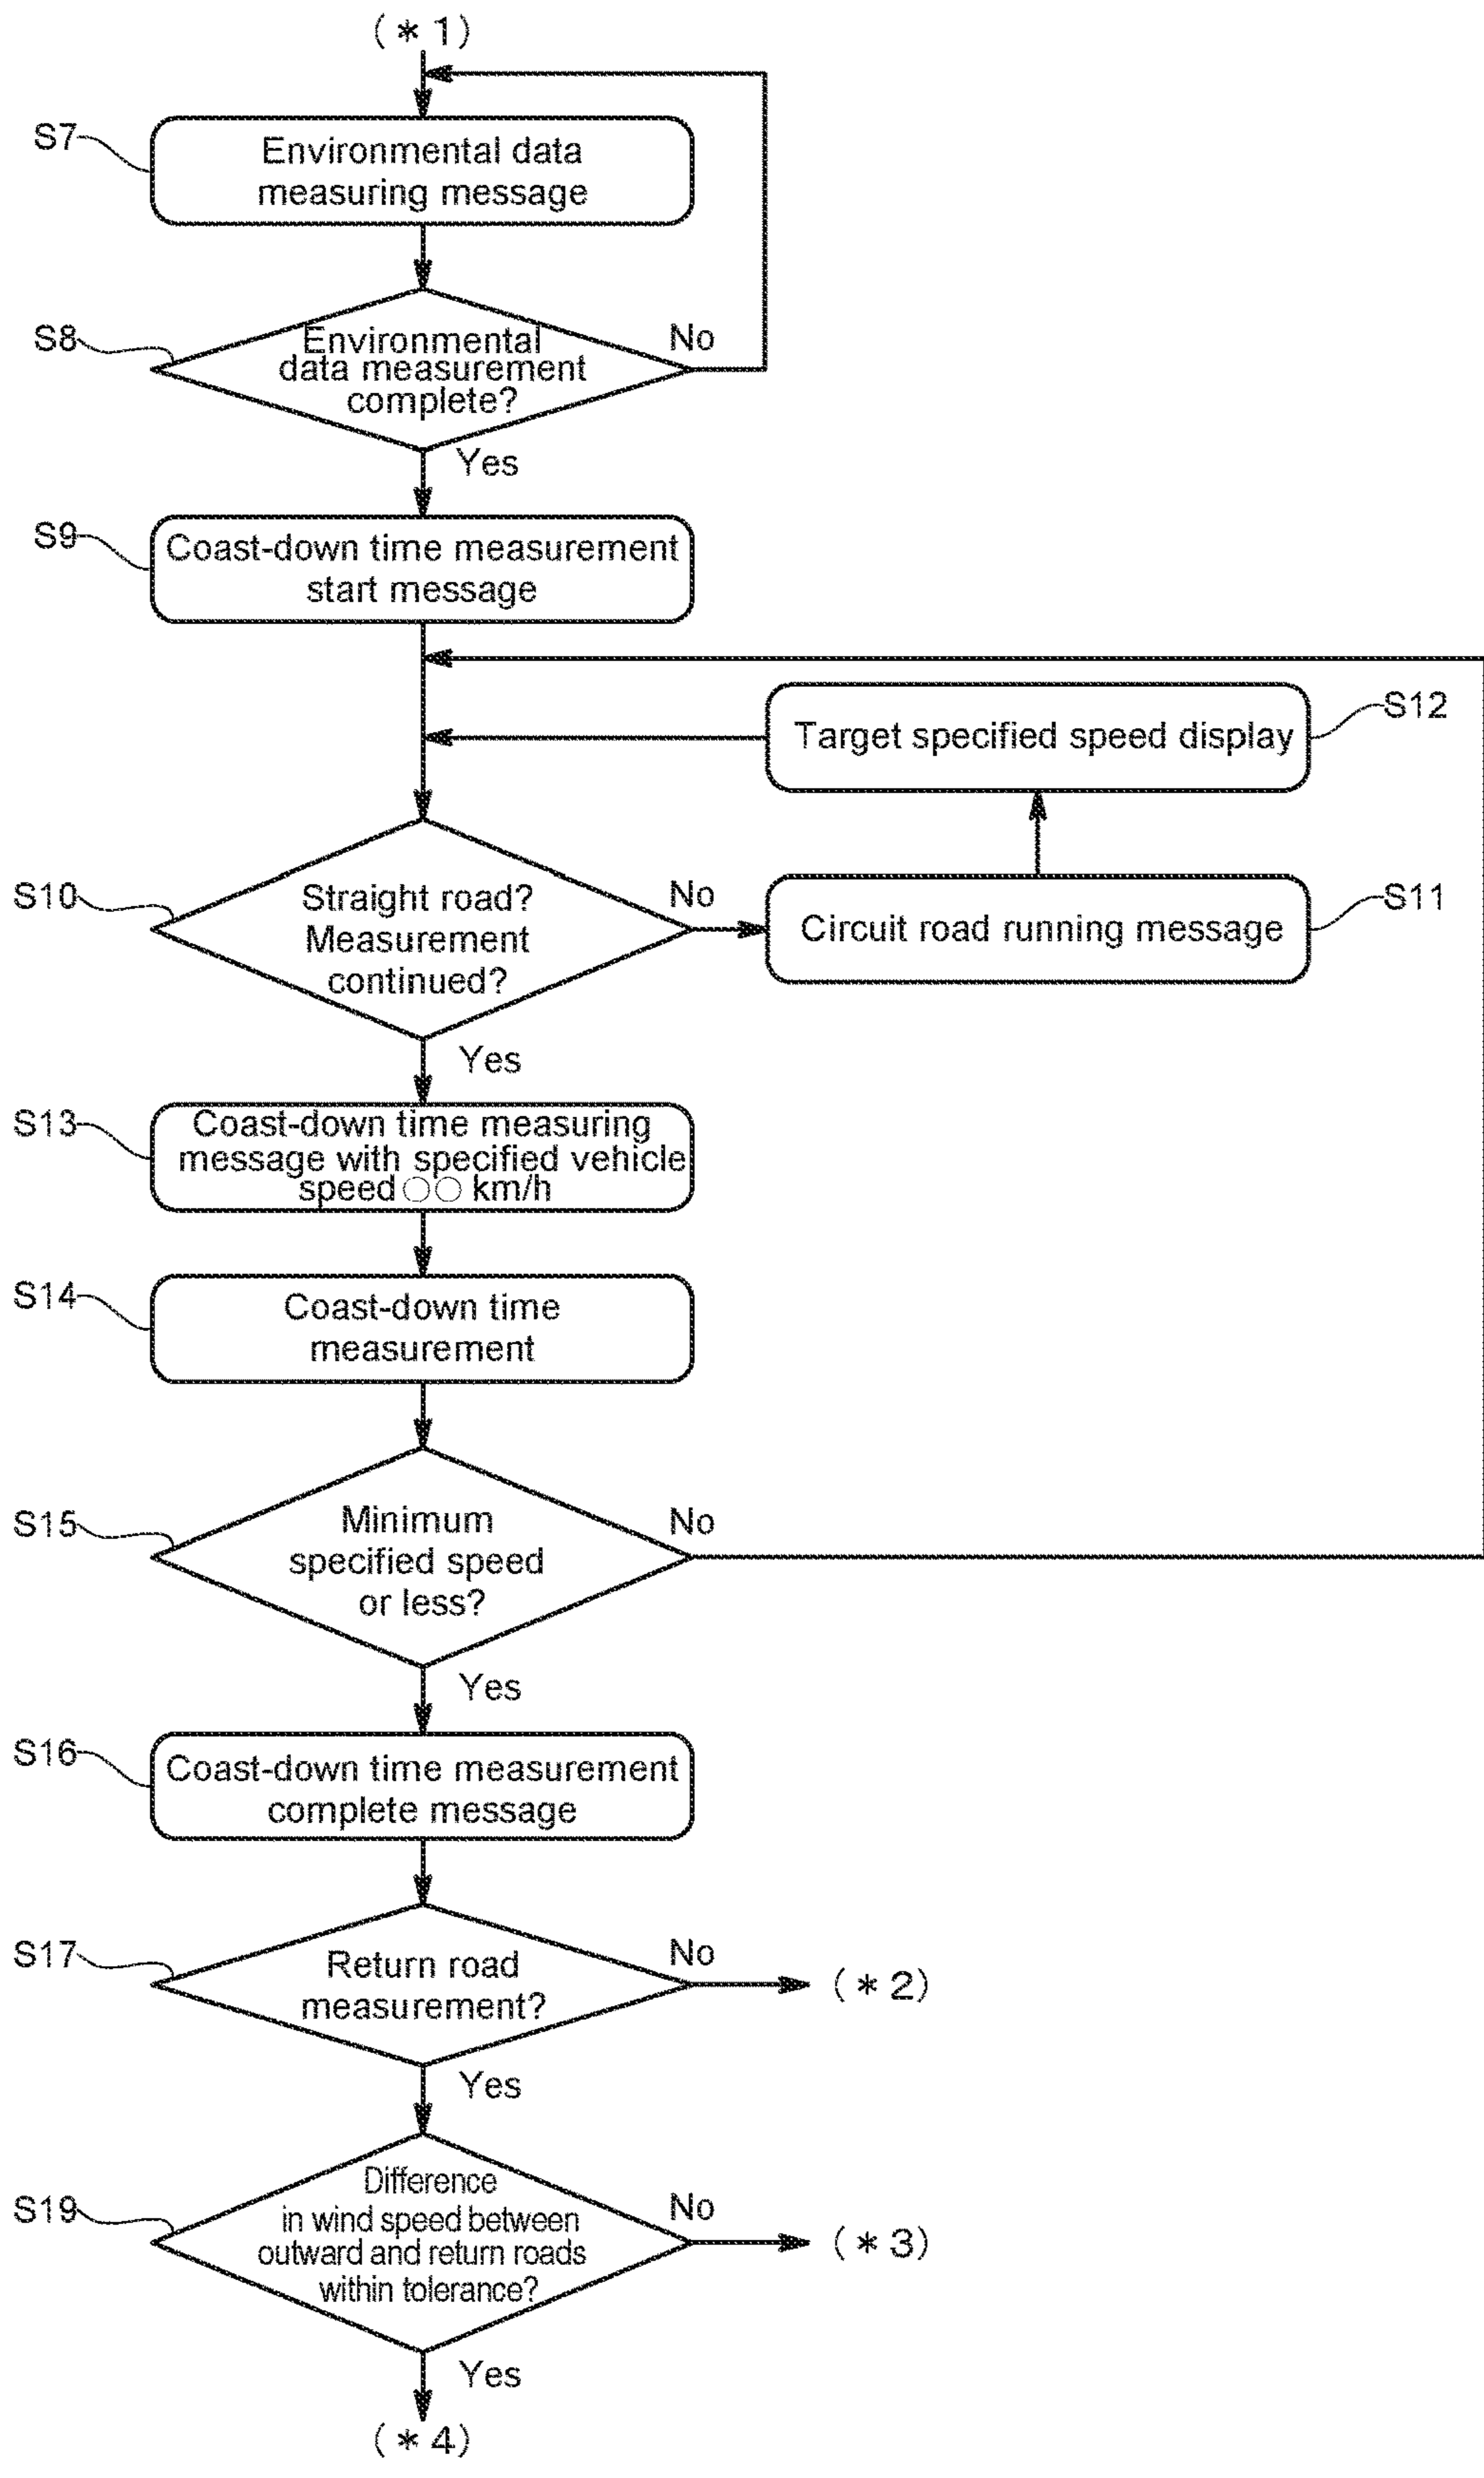 (＊1)
S7
Environmental data
measuring message
S8
Environmental
data measurement
complete?
No
Yes
S9
Coast-down time measurement
start message
S12
Target specified speed display
S10
Straight road?
Measurement
continued?
No
S11
Circuit road running message
Yes
S13
Coast-down time measuring
message with specified vehicle
speed○○ km/h
S14
Coast-down time
measurement
S15
Minimum
specified speed
or less?
No
Yes
S16
Coast-down time measurement
complete message
S17
Return road
measurement?
No
(＊2)
Yes
S19
Difference
in wind speed between
outward and return roads
within tolerance?
No
(＊3)
Yes
(＊4)